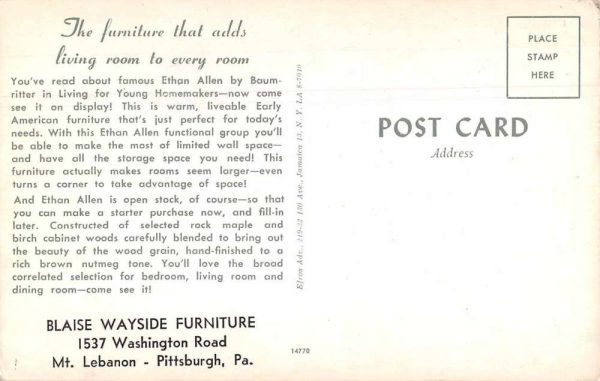 The furniture that adds
living room to every room
You've read about famous Ethan Allen by Baum-
ritter in Living for Young Homemakers—now come
see it on display! This is warm, liveable Early
American furniture that's just perfect for today's
needs. With this Ethan Allen functional group you'll
be able to make the most of limited wall space—
and have all the storage space you need! This
furniture actually makes rooms seem larger—even
turns a corner to take advantage of space!
And Ethan Allen is open stock, of course—so that
you can make a starter purchase now, and fill-in
later. Constructed of selected rock maple and
birch cabinet woods carefully blended to bring out
the beauty of the wood grain, hand-finished to a
rich brown nutmeg tone. You'll love the broad
correlated selection for bedroom, living room and
dining room—come see it!
BLAISE WAYSIDE FURNITURE
1537 Washington Road
Mt. Lebanon - Pittsburgh, Pa.
Ave., Jamaica 13, N. Y. LA 8-7010
14770
POST CARD
Address
PLACE
STAMP
HERE